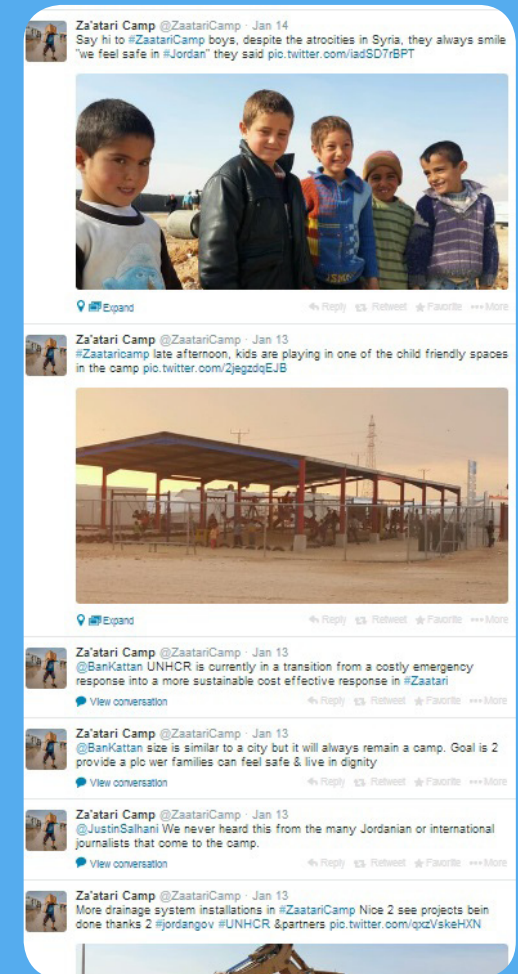 Za'atari Camp @ZaatariCamp · Jan 14
Say hi to #ZaatariCamp boys, despite the atrocities in Syria, they always smile
"we feel safe in #Jordan" they said pic.twitter.com/iadSD7rBPT
Expand
Reply Retweet Favorite More
Za'atari Camp @ZaatariCamp · Jan 13
#Zaataricamp late afternoon, kids are playing in one of the child friendly spaces
in the camp pic.twitter.com/2jegzdqEJB
Expand
Reply Retweet Favorite More
Za'atari Camp @ZaatariCamp · Jan 13
@BanKattan UNHCR is currently in a transition from a costly emergency
response into a more sustainable cost effective response in #Zaatari
View conversation
Reply Retweet Favorite More
Za'atari Camp @ZaatariCamp · Jan 13
@BanKattan size is similar to a city but it will always remain a camp. Goal is 2
provide a plc wer families can feel safe & live in dignity
View conversation
Reply Retweet Favorite More
Za'atari Camp @ZaatariCamp · Jan 13
@JustinSalhani We never heard this from the many Jordanian or international
journalists that come to the camp.
View conversation
Reply Retweet Favorite More
Za'atari Camp @ZaatariCamp · Jan 13
More drainage system installations in #ZaatariCamp Nice 2 see projects bein
done thanks 2 #jordangov #UNHCR &partners pic.twitter.com/qxzVskeHXN